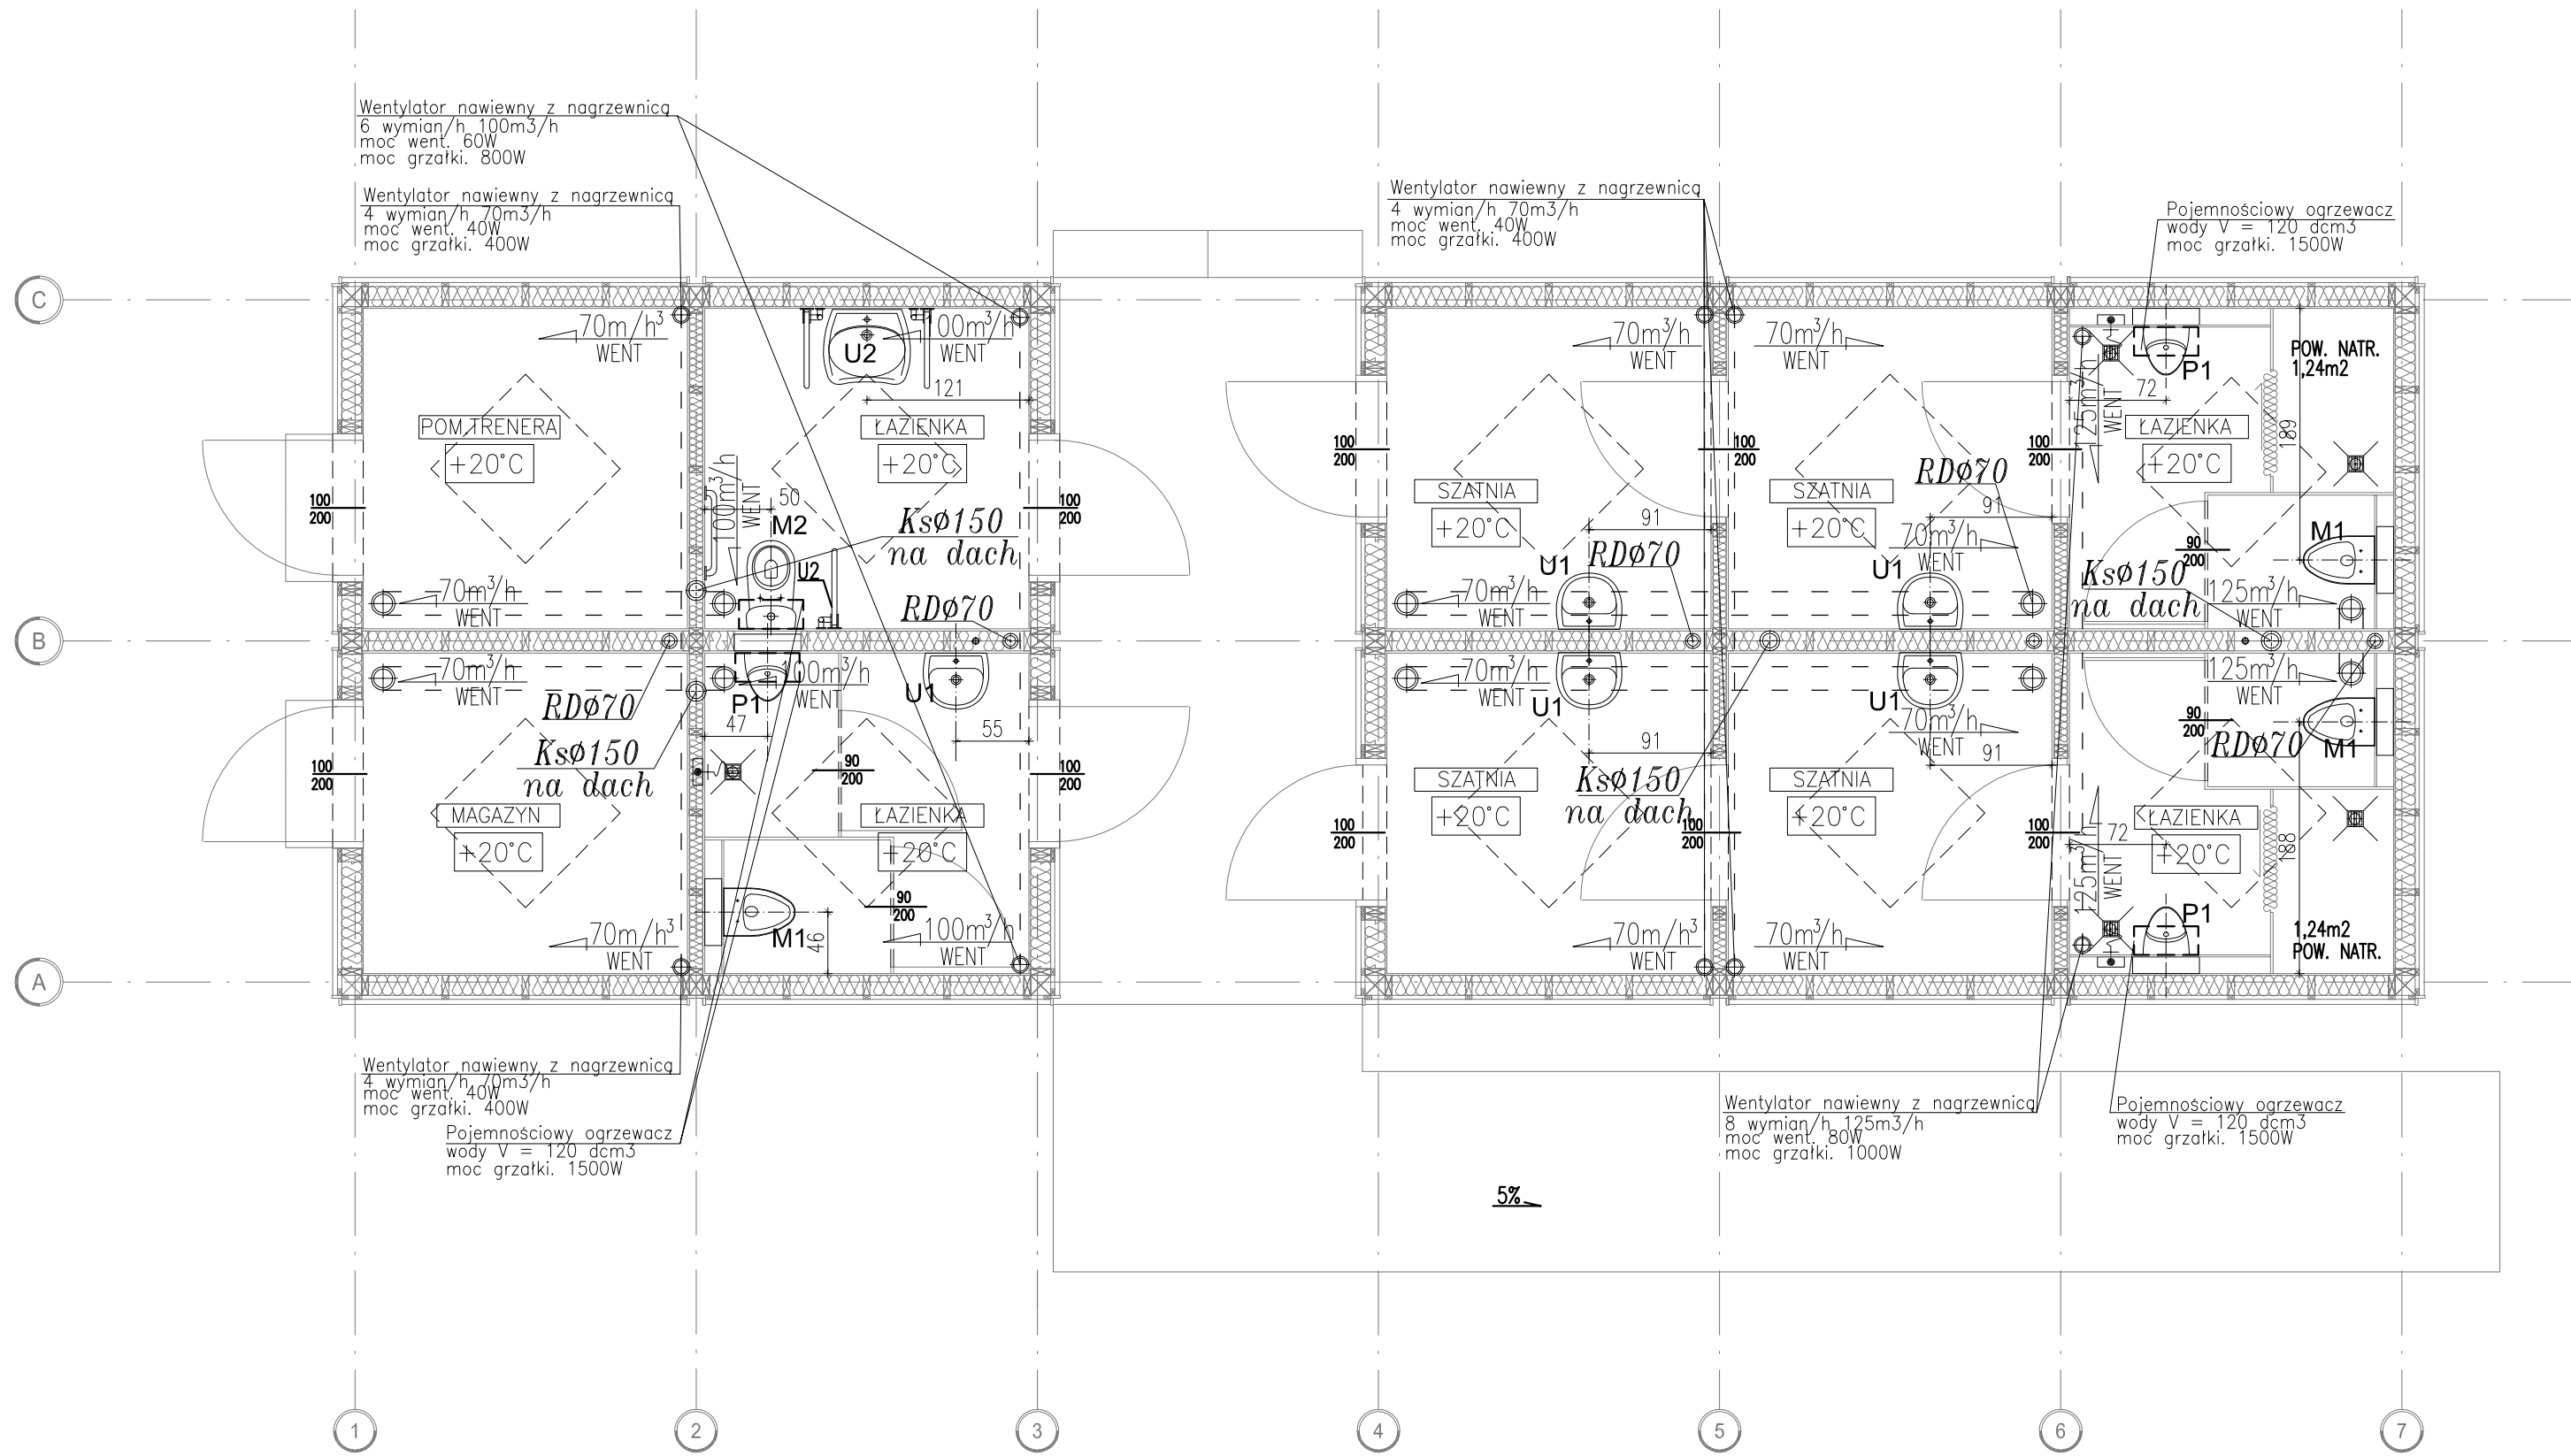 Wentylator nawiewny z nagrzewnicą
6 wymian/h 100m3/h
moc went. 60W
moc grzałki. 800W
Wentylator nawiewny z nagrzewnicą
4 wymian/h 70m3/h
moc went. 40W
moc grzałki. 400W
Wentylator nawiewny z nagrzewnicą
4 wymian/h 70m3/h
moc went. 40W
moc grzałki. 400W
Pojemnościowy ogrzewacz
wody V = 120 dcm3
moc grzałki. 1500W
C
70m/h³
WENT
U2
100m³/h
WENT
121
POM.TRENERA
+20°C
ŁAZIENKA
+20°C
100m³/h
WENT
50
M2
Ksø150
na dach
100
200
100
200
U2
RDø70
70m³/h
WENT
70m³/h
WENT
70m³/h
WENT
100
200
100
200
100
200
SZATNIA
+20°C
SZATNIA
+20°C
RDø70
91
91
70m³/h
WENT
U1
RDø70
U1
70m³/h
WENT
P1
72
125m³/h
WENT
POW. NATR.
1,24m2
189
ŁAZIENKA
+20°C
M1
90
200
Ksø150
na dach
125m³/h
WENT
B
70m³/h
WENT
RDø70
Ksø150
na dach
P1
47
100m³/h
WENT
U1
55
100
200
90
200
100
200
MAGAZYN
+20°C
ŁAZIENKA
+20°C
90
200
M1
46
100m³/h
WENT
70m/h³
WENT
70m³/h
WENT
U1
U1
70m³/h
WENT
91
91
Ksø150
na dach
SZATNIA
+20°C
SZATNIA
+20°C
100
200
100
200
100
200
70m/h³
WENT
70m³/h
WENT
125m³/h
WENT
90
200
RDø70
M1
ŁAZIENKA
+20°C
72
125m³/h
WENT
P1
188
1,24m2
POW. NATR.
A
Wentylator nawiewny z nagrzewnicą
4 wymian/h 70m3/h
moc went. 40W
moc grzałki. 400W
Pojemnościowy ogrzewacz
wody V = 120 dcm3
moc grzałki. 1500W
Wentylator nawiewny z nagrzewnicą
8 wymian/h 125m3/h
moc went. 80W
moc grzałki. 1000W
Pojemnościowy ogrzewacz
wody V = 120 dcm3
moc grzałki. 1500W
5%
1
2
3
4
5
6
7